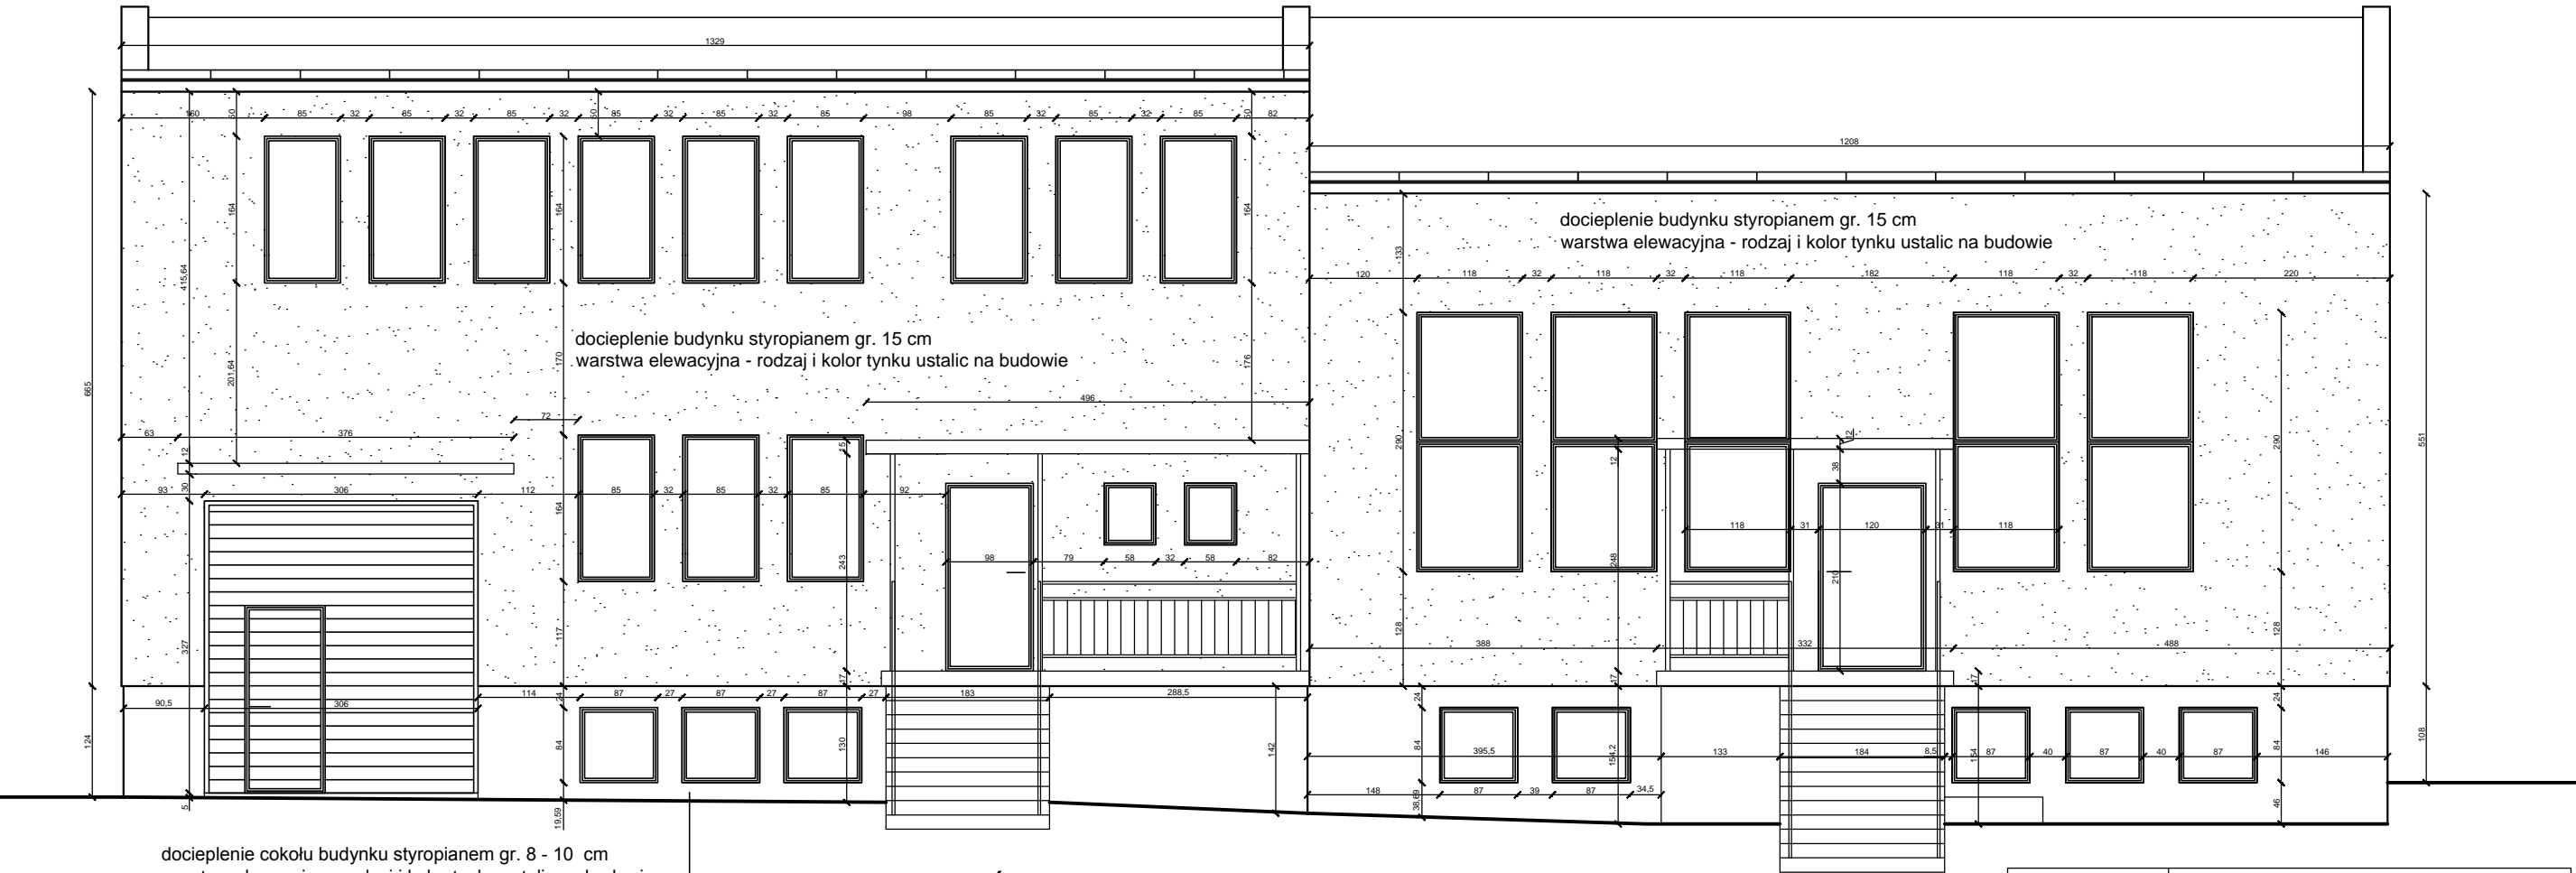 1329
160 85 32 85 32 85 32 85 32 85 32 85 98 85 32 85 32 85 82
50 50 50
1208
docieplenie budynku styropianem gr. 15 cm
warstwa elewacyjna - rodzaj i kolor tynku ustalic na budowie
164 164 164
133
120 118 32 118 32 118 182 118 32 118 220
415,64
docieplenie budynku styropianem gr. 15 cm
warstwa elewacyjna - rodzaj i kolor tynku ustalic na budowie
201,64 170 176
665
496
72
63 376
551
290 290
12 15 12 12 38
93 30 306 112 85 32 85 32 85 92
164
118 31 120 31 118
98 79 58 32 58 82
243 248 210
327 117 128 128
388 332 488
17 17 17
114 87 27 87 27 87 27 183 288,5
24 24 24
90,5 306
124 84 130 142 84 154,2 154 84 108
395,5 133 184 8,5 87 40 87 40 87 146
148 87 39 87 34,5
5 19,59 38,69 46
docieplenie cokołu budynku styropianem gr. 8 - 10 cm